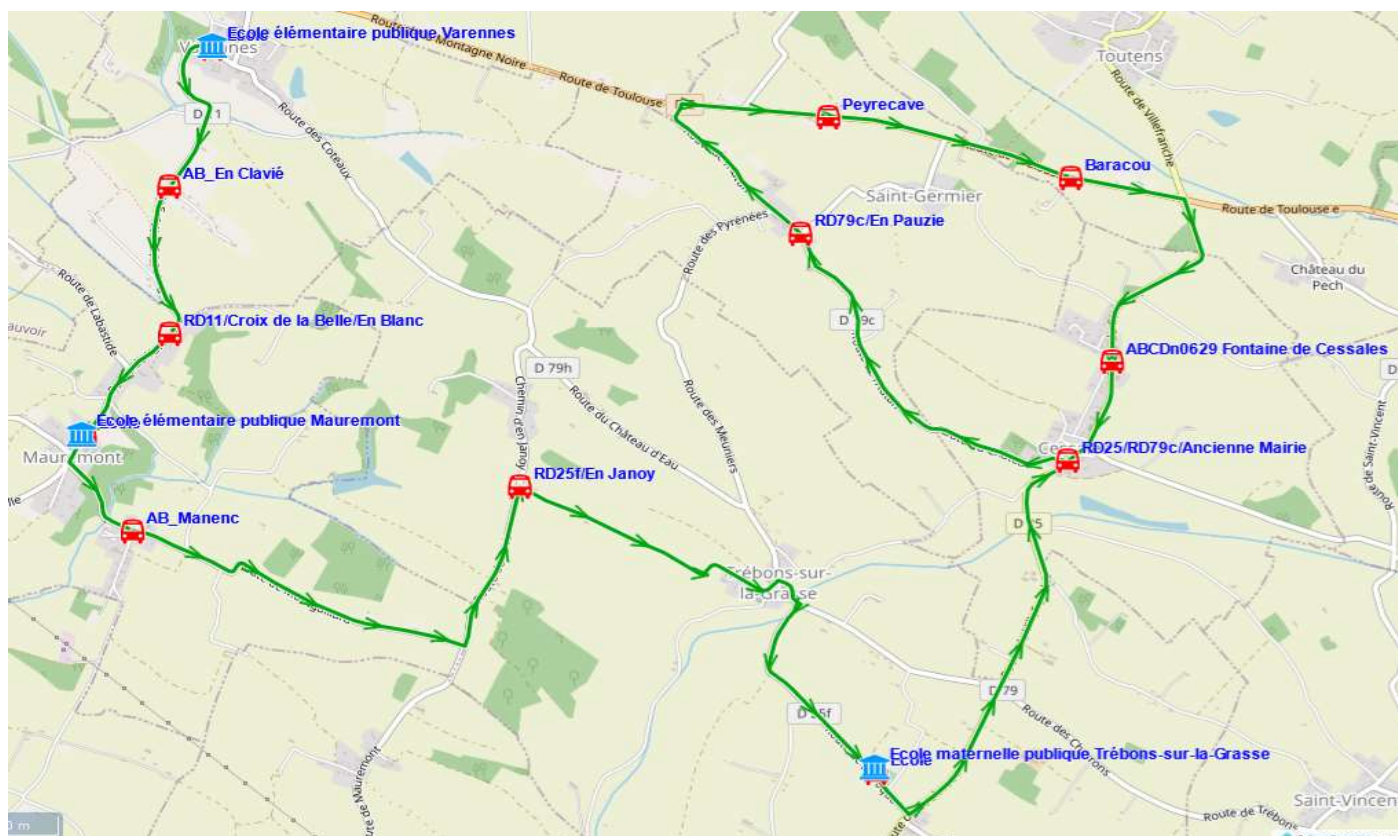 Ecole élémentaire publique Varennes
Montagne Noire
Route de Toulouse
Toutens
Route de Villefranche
Peyrecave
Route des Coteaux
AB_En Clavié
Baracou
Saint-Germier
Route de Toulouse
RD79c/En Pauzie
Route des Pyrénées
Château du
Pech
Route de Labastide
RD11/Croix de la Belle/En Blanc
ABCDn0629 Fontaine de Cessales
D 79h
Chemin d'en Janoy
Route du Château d'Eau
Route des Meuniers
Route de Saint-Vincent
Ecole élémentaire publique Mauremont
RD25/RD79c/Ancienne Mairie
RD25f/En Janoy
AB_Manenc
Trébons-sur-
la-Grasse
D 79
Route des Cheprons
Ecole maternelle publique Trébons-sur-la-Grasse
Ecole
Saint-Vincent
Route de Trébons